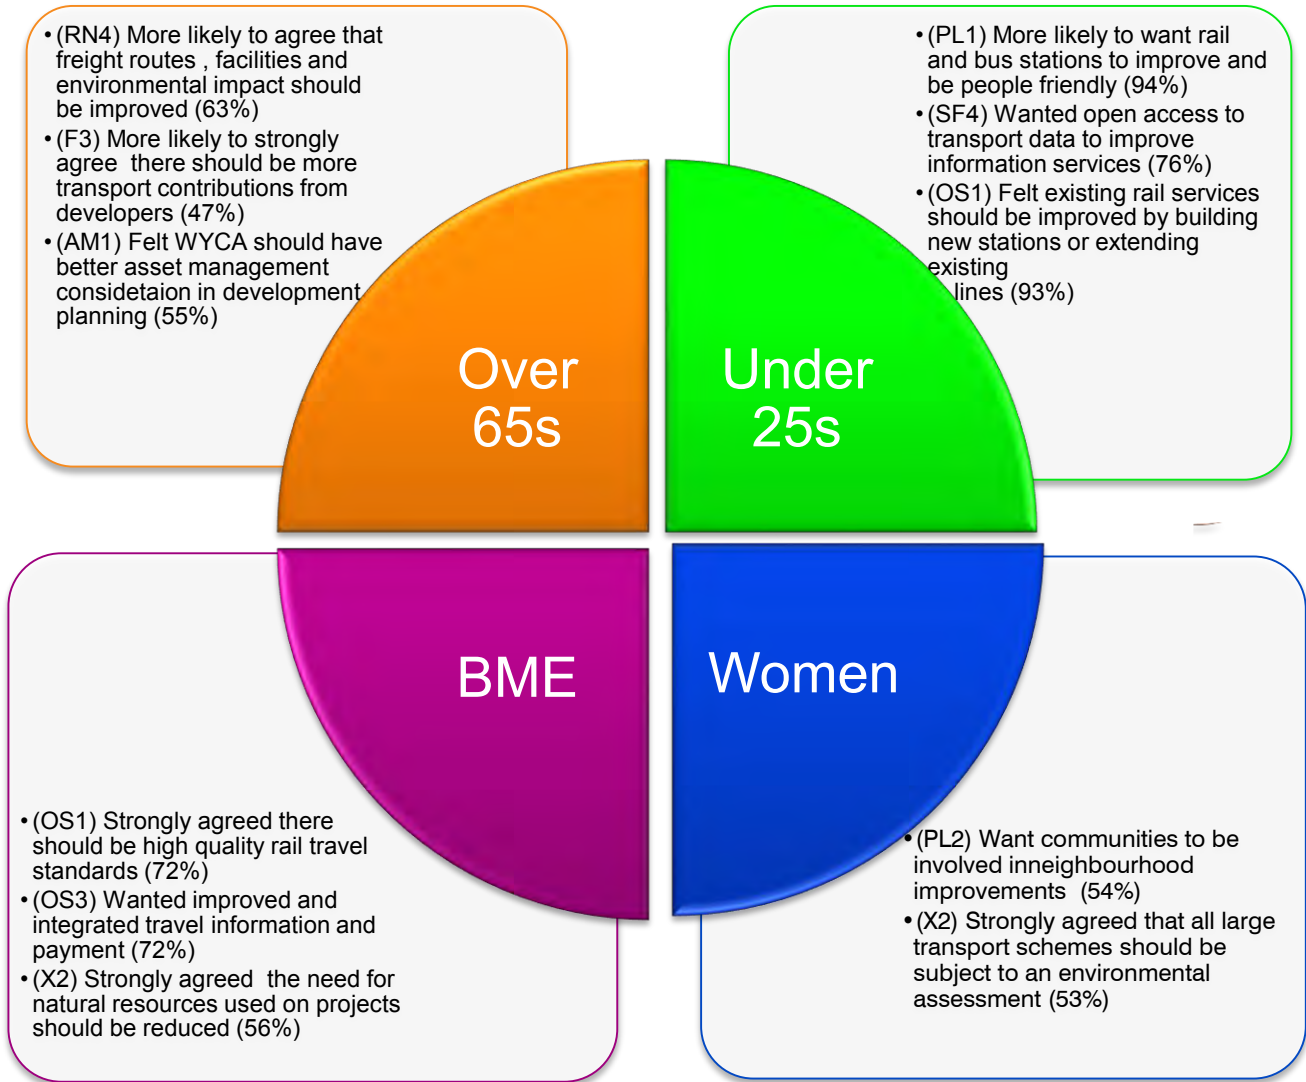 • (RN4) More likely to agree that
freight routes , facilities and
environmental impact should
be improved (63%)
• (F3) More likely to strongly
agree  there should be more
transport contributions from
developers (47%)
• (AM1) Felt WYCA should have
better asset management
considetaion in development
planning (55%)
• (PL1) More likely to want rail
and bus stations to improve and
be people friendly (94%)
• (SF4) Wanted open access to
transport data to improve
information services (76%)
• (OS1) Felt existing rail services
should be improved by building
new stations or extending
existing
lines (93%)
Over
65s
Under
25s
BME
Women
• (OS1) Strongly agreed there
should be high quality rail travel
standards (72%)
• (OS3) Wanted improved and
integrated travel information and
payment (72%)
• (X2) Strongly agreed  the need for
natural resources used on projects
should be reduced (56%)
• (PL2) Want communities to be
involved inneighbourhood
improvements  (54%)
• (X2) Strongly agreed that all large
transport schemes should be
subject to an environmental
assessment (53%)